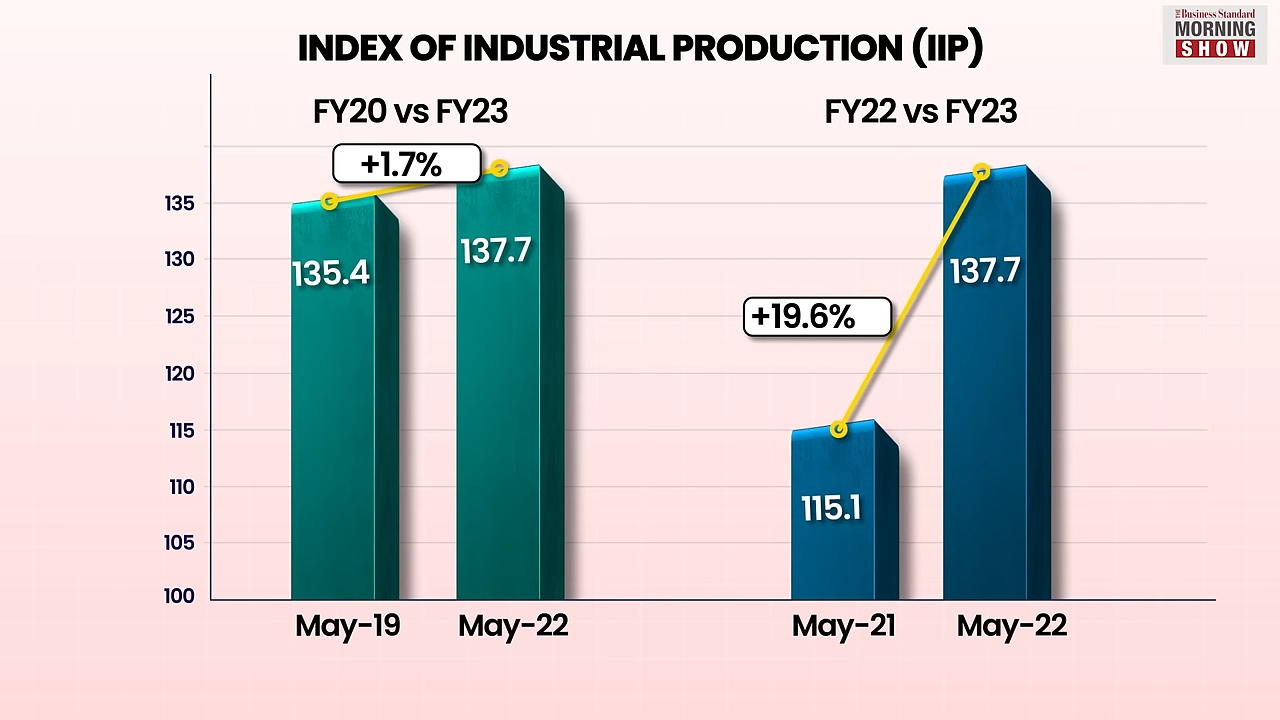 THE Business Standard
MORNING
SHOW
INDEX OF INDUSTRIAL PRODUCTION (IIP)
FY20 vs FY23
FY22 vs FY23
+1.7%
135
130
125
120
115
110
105
100
135.4
137.7
+19.6%
115.1
137.7
May-19
May-22
May-21
May-22